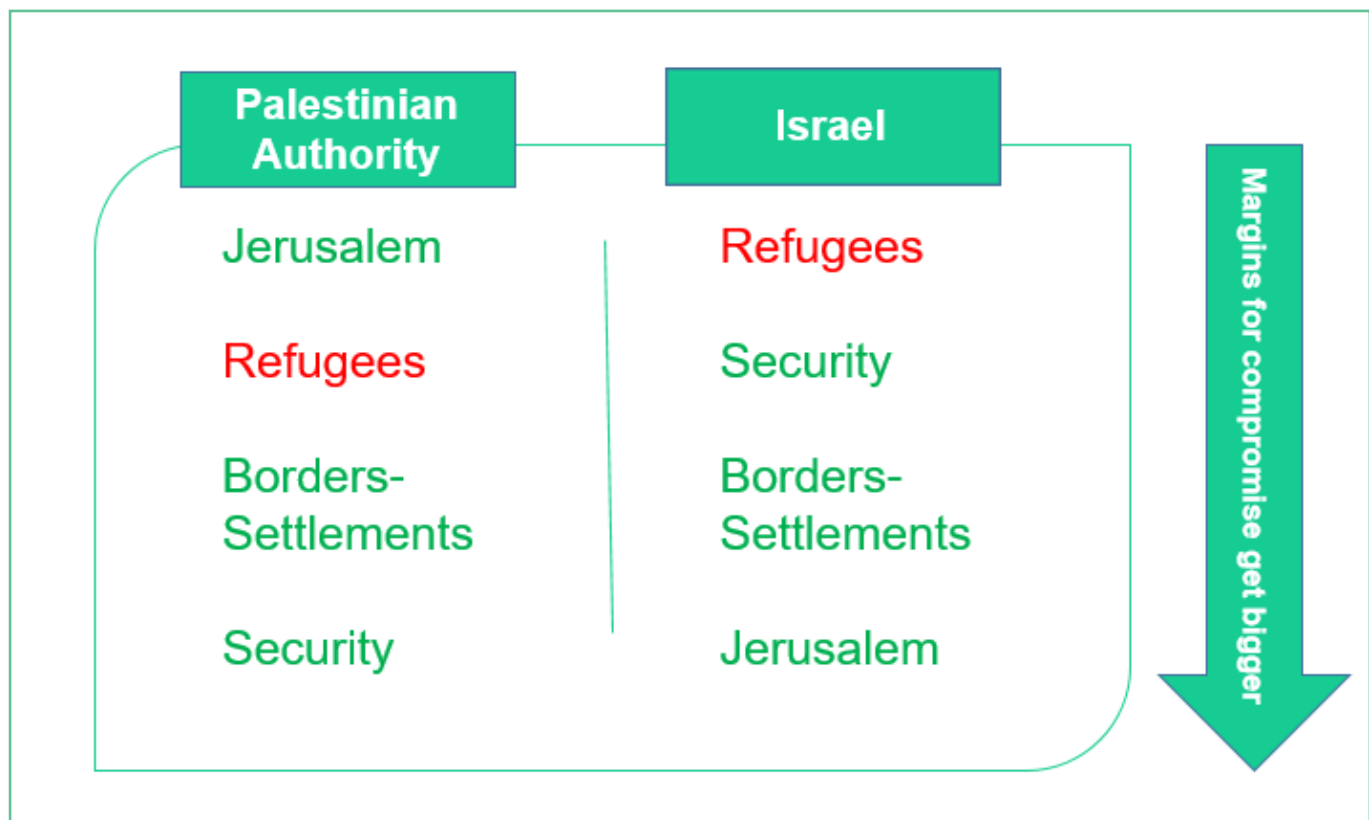 Palestinian
Authority
Israel
Jerusalem
Refugees
Borders-
Settlements
Security
Refugees
Security
Borders-
Settlements
Jerusalem
Margins for compromise get bigger